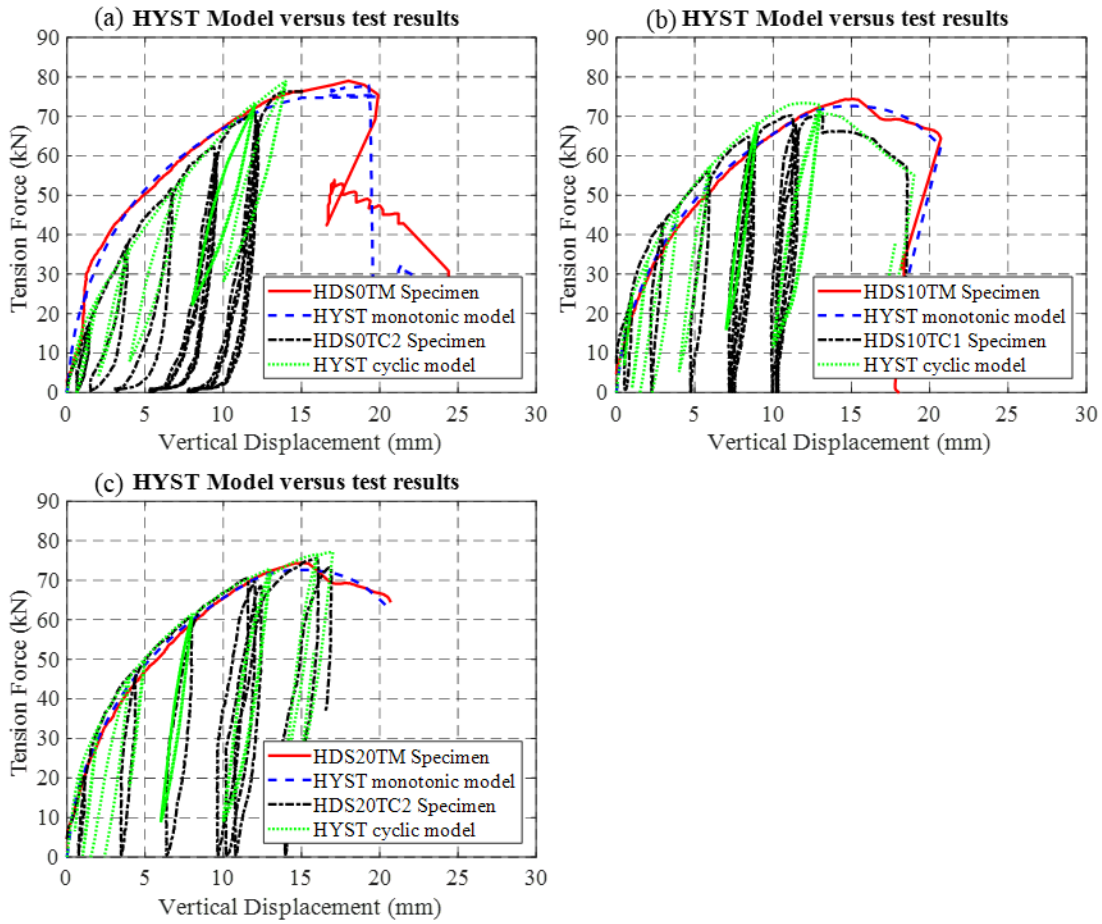 (a) HYST Model versus test results
90
80
70
60
50
40
30
20
10
0
Tension Force (kN)
HDS0TM Specimen
HYST monotonic model
HDS0TC2 Specimen
HYST cyclic model
0 5 10 15 20 25 30
Vertical Displacement (mm)
(b) HYST Model versus test results
90
80
70
60
50
40
30
20
10
0
Tension Force (kN)
HDS10TM Specimen
HYST monotonic model
HDS10TC1 Specimen
HYST cyclic model
0 5 10 15 20 25 30
Vertical Displacement (mm)
(c) HYST Model versus test results
90
80
70
60
50
40
30
20
10
0
Tension Force (kN)
HDS20TM Specimen
HYST monotonic model
HDS20TC2 Specimen
HYST cyclic model
0 5 10 15 20 25 30
Vertical Displacement (mm)